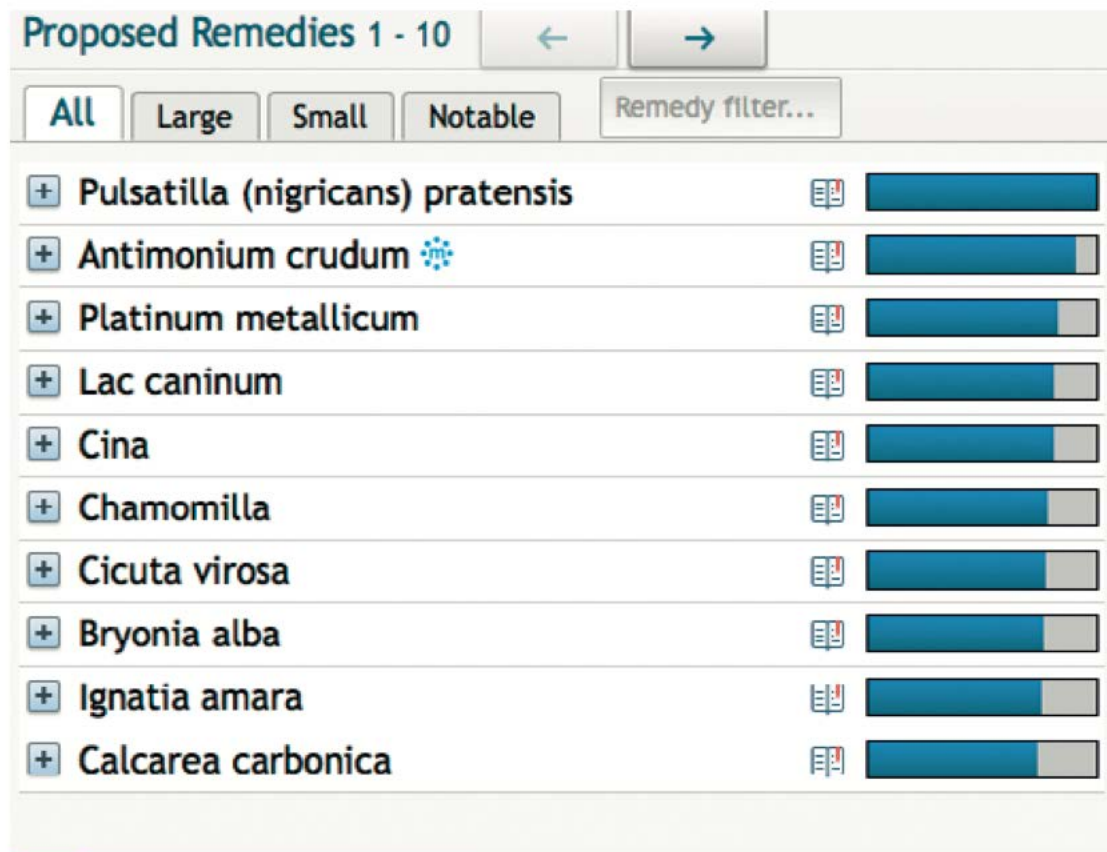 Proposed Remedies 1 - 10
All Large Small Notable Remedy filter...
Pulsatilla (nigricans) pratensis
Antimonium crudum m
Platinum metallicum
Lac caninum
Cina
Chamomilla
Cicuta virosa
Bryonia alba
Ignatia amara
Calcarea carbonica